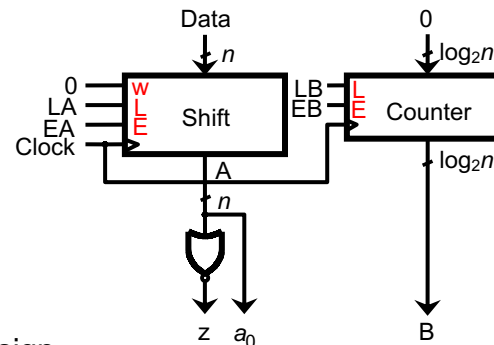 Data
0
n
log₂n
0
w
LA
L
EA
E
Clock
Shift
LB
L
EB
E
Counter
A
n
log₂n
z
a₀
B